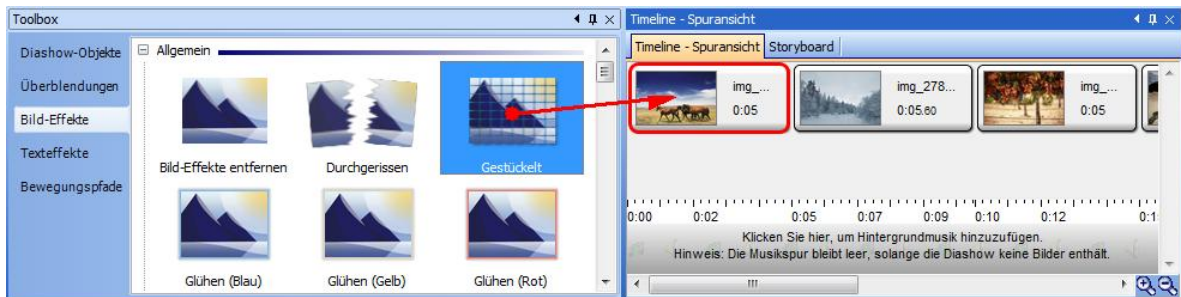 Toolbox
Diashow-Objekte
Überblendungen
Bild-Effekte
Texteffekte
Bewegungspfade
Allgemein
Bild-Effekte entfernen
Durchgerissen
Gestückelt
Glühen (Blau)
Glühen (Gelb)
Glühen (Rot)
Timeline - Spuransicht
Timeline - Spuransicht Storyboard
img_...
0:05
img_278...
0:05.60
img_...
0:05
0:00 0:02 0:05 0:07 0:09 0:10 0:12 0:1
Klicken Sie hier, um Hintergrundmusik hinzuzufügen.
Hinweis: Die Musikspur bleibt leer, solange die Diashow keine Bilder enthält.